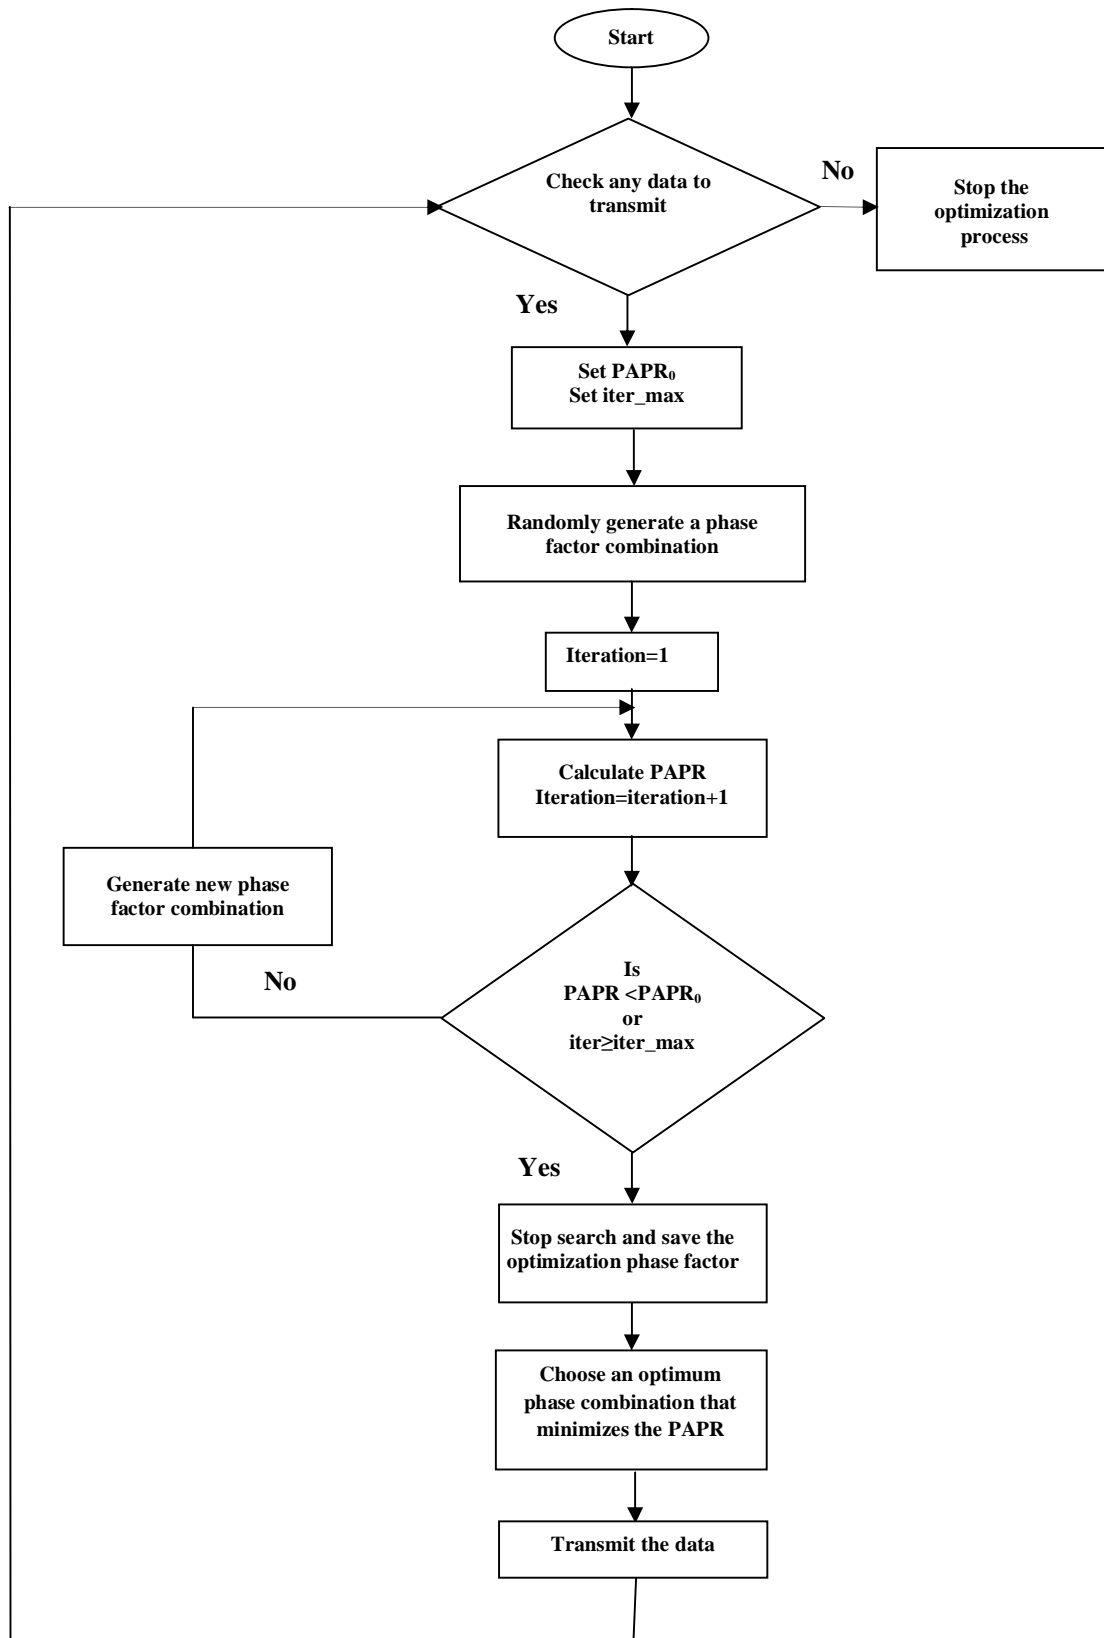 Start
Check any data to
transmit
No
Stop the
optimization
process
Yes
Set PAPR₀
Set iter_max
Randomly generate a phase
factor combination
Iteration=1
Calculate PAPR
Iteration=iteration+1
Generate new phase
factor combination
No
Is
PAPR <PAPR₀
or
iter≥iter_max
Yes
Stop search and save the
optimization phase factor
Choose an optimum
phase combination that
minimizes the PAPR
Transmit the data